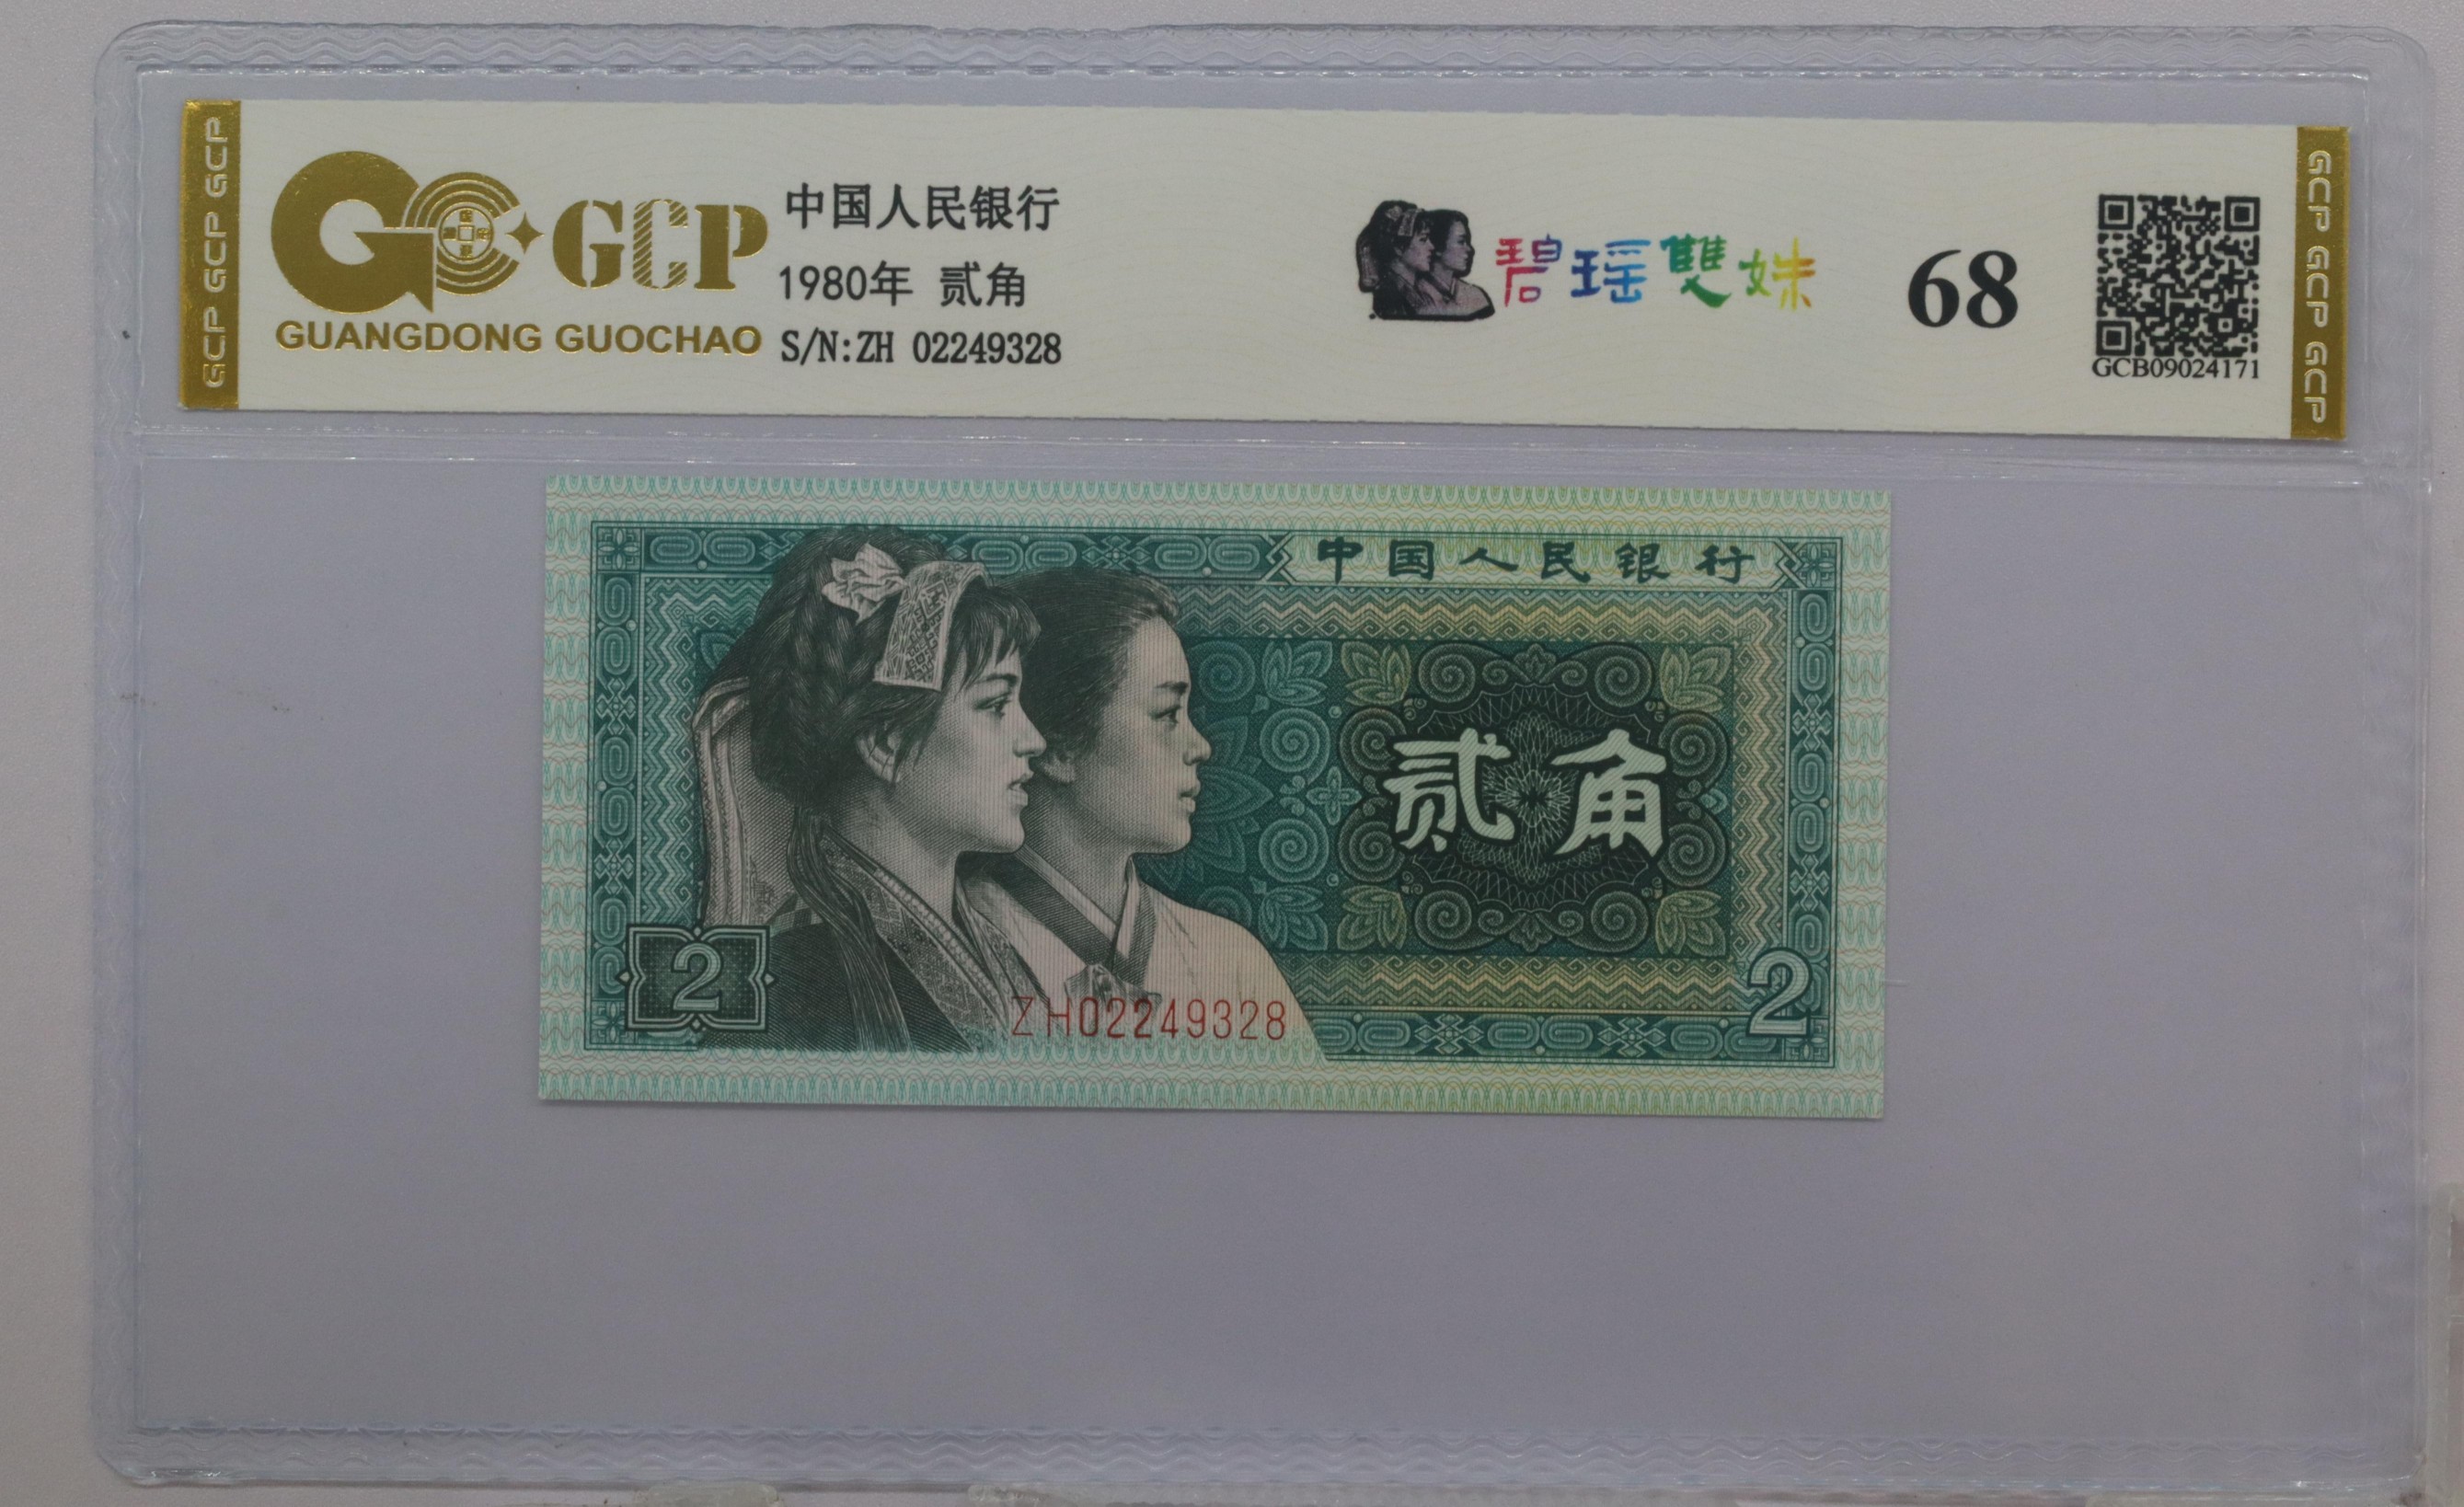 GCP GCP GCP
GCP
GUANGDONG GUOCHAO
中国人民银行
1980年 贰角
S/N:ZH 02249328
碧瑶雙姝
68
GCB09024171
GCP GCP GCP
中国人民银行
贰角
2
ZH02249328
2